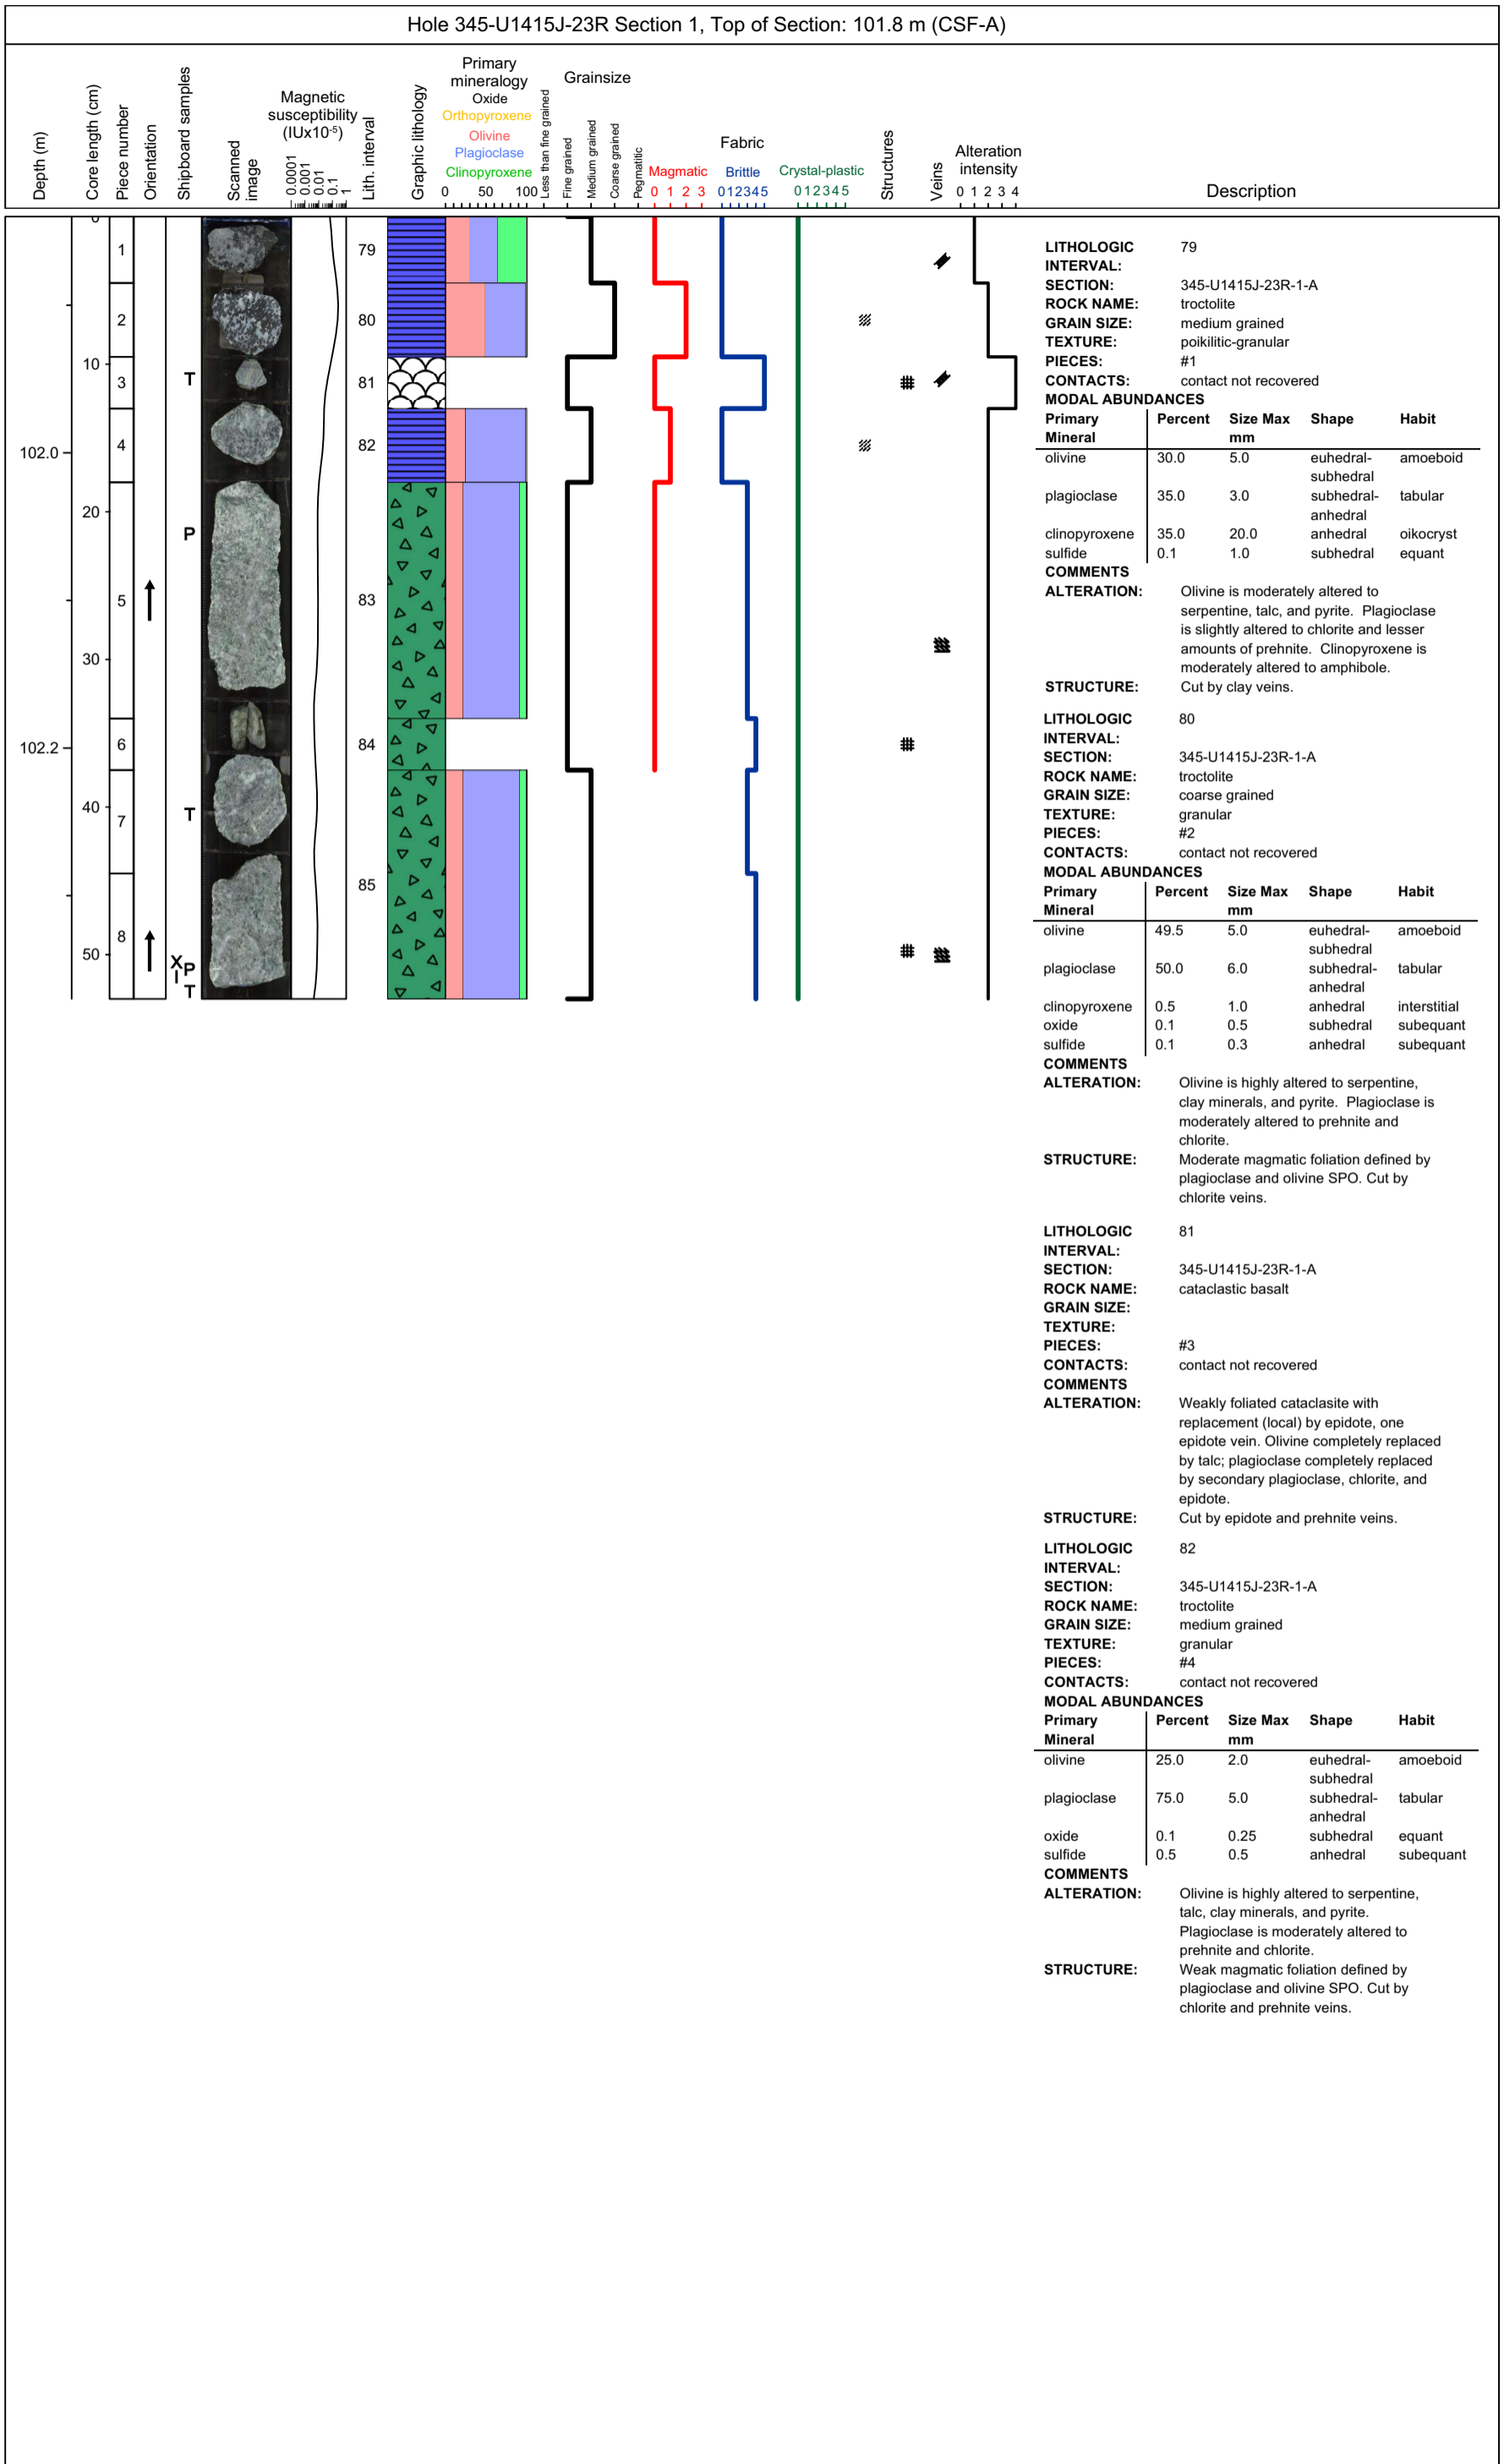 Hole 345-U1415J-23R Section 1, Top of Section: 101.8 m (CSF-A)
Depth (m)
Core length (cm)
Piece number
Orientation
Shipboard samples
Scanned
image
Magnetic
susceptibility
(IUx10-5)
0.0001
0.001
0.01
0.1
1
Lith. interval
Graphic lithology
Primary
mineralogy
Oxide
Orthopyroxene
Olivine
Plagioclase
Clinopyroxene
0 50 100
Grainsize
Less than fine grained
Fine grained
Medium grained
Coarse grained
Pegmatitic
Fabric
Magmatic
0 1 2 3
Brittle
0 1 2 3 4 5
Crystal-plastic
0 1 2 3 4 5
Structures
Veins
Alteration
intensity
0 1 2 3 4
Description
0
10
20
30
40
50
102.0
102.2
1
2
3
4
5
6
7
8
T
P
T
X
I
P
T
79
80
81
82
83
84
85
LITHOLOGIC 79
INTERVAL:
SECTION: 345-U1415J-23R-1-A
ROCK NAME: troctolite
GRAIN SIZE: medium grained
TEXTURE: poikilitic-granular
PIECES: #1
CONTACTS: contact not recovered
MODAL ABUNDANCES
Primary Percent Size Max Shape Habit
Mineral mm
olivine 30.0 5.0 euhedral- amoeboid
subhedral
plagioclase 35.0 3.0 subhedral- tabular
anhedral
clinopyroxene 35.0 20.0 anhedral oikocryst
sulfide 0.1 1.0 subhedral equant
COMMENTS
ALTERATION: Olivine is moderately altered to
serpentine, talc, and pyrite. Plagioclase
is slightly altered to chlorite and lesser
amounts of prehnite. Clinopyroxene is
moderately altered to amphibole.
STRUCTURE: Cut by clay veins.
LITHOLOGIC 80
INTERVAL:
SECTION: 345-U1415J-23R-1-A
ROCK NAME: troctolite
GRAIN SIZE: coarse grained
TEXTURE: granular
PIECES: #2
CONTACTS: contact not recovered
MODAL ABUNDANCES
Primary Percent Size Max Shape Habit
Mineral mm
olivine 49.5 5.0 euhedral- amoeboid
subhedral
plagioclase 50.0 6.0 subhedral- tabular
anhedral
clinopyroxene 0.5 1.0 anhedral interstitial
oxide 0.1 0.5 subhedral subequant
sulfide 0.1 0.3 anhedral subequant
COMMENTS
ALTERATION: Olivine is highly altered to serpentine,
clay minerals, and pyrite. Plagioclase is
moderately altered to prehnite and
chlorite.
STRUCTURE: Moderate magmatic foliation defined by
plagioclase and olivine SPO. Cut by
chlorite veins.
LITHOLOGIC 81
INTERVAL:
SECTION: 345-U1415J-23R-1-A
ROCK NAME: cataclastic basalt
GRAIN SIZE:
TEXTURE:
PIECES: #3
CONTACTS: contact not recovered
COMMENTS
ALTERATION: Weakly foliated cataclasite with
replacement (local) by epidote, one
epidote vein. Olivine completely replaced
by talc; plagioclase completely replaced
by secondary plagioclase, chlorite, and
epidote.
STRUCTURE: Cut by epidote and prehnite veins.
LITHOLOGIC 82
INTERVAL:
SECTION: 345-U1415J-23R-1-A
ROCK NAME: troctolite
GRAIN SIZE: medium grained
TEXTURE: granular
PIECES: #4
CONTACTS: contact not recovered
MODAL ABUNDANCES
Primary Percent Size Max Shape Habit
Mineral mm
olivine 25.0 2.0 euhedral- amoeboid
subhedral
plagioclase 75.0 5.0 subhedral- tabular
anhedral
oxide 0.1 0.25 subhedral equant
sulfide 0.5 0.5 anhedral subequant
COMMENTS
ALTERATION: Olivine is highly altered to serpentine,
talc, clay minerals, and pyrite.
Plagioclase is moderately altered to
prehnite and chlorite.
STRUCTURE: Weak magmatic foliation defined by
plagioclase and olivine SPO. Cut by
chlorite and prehnite veins.